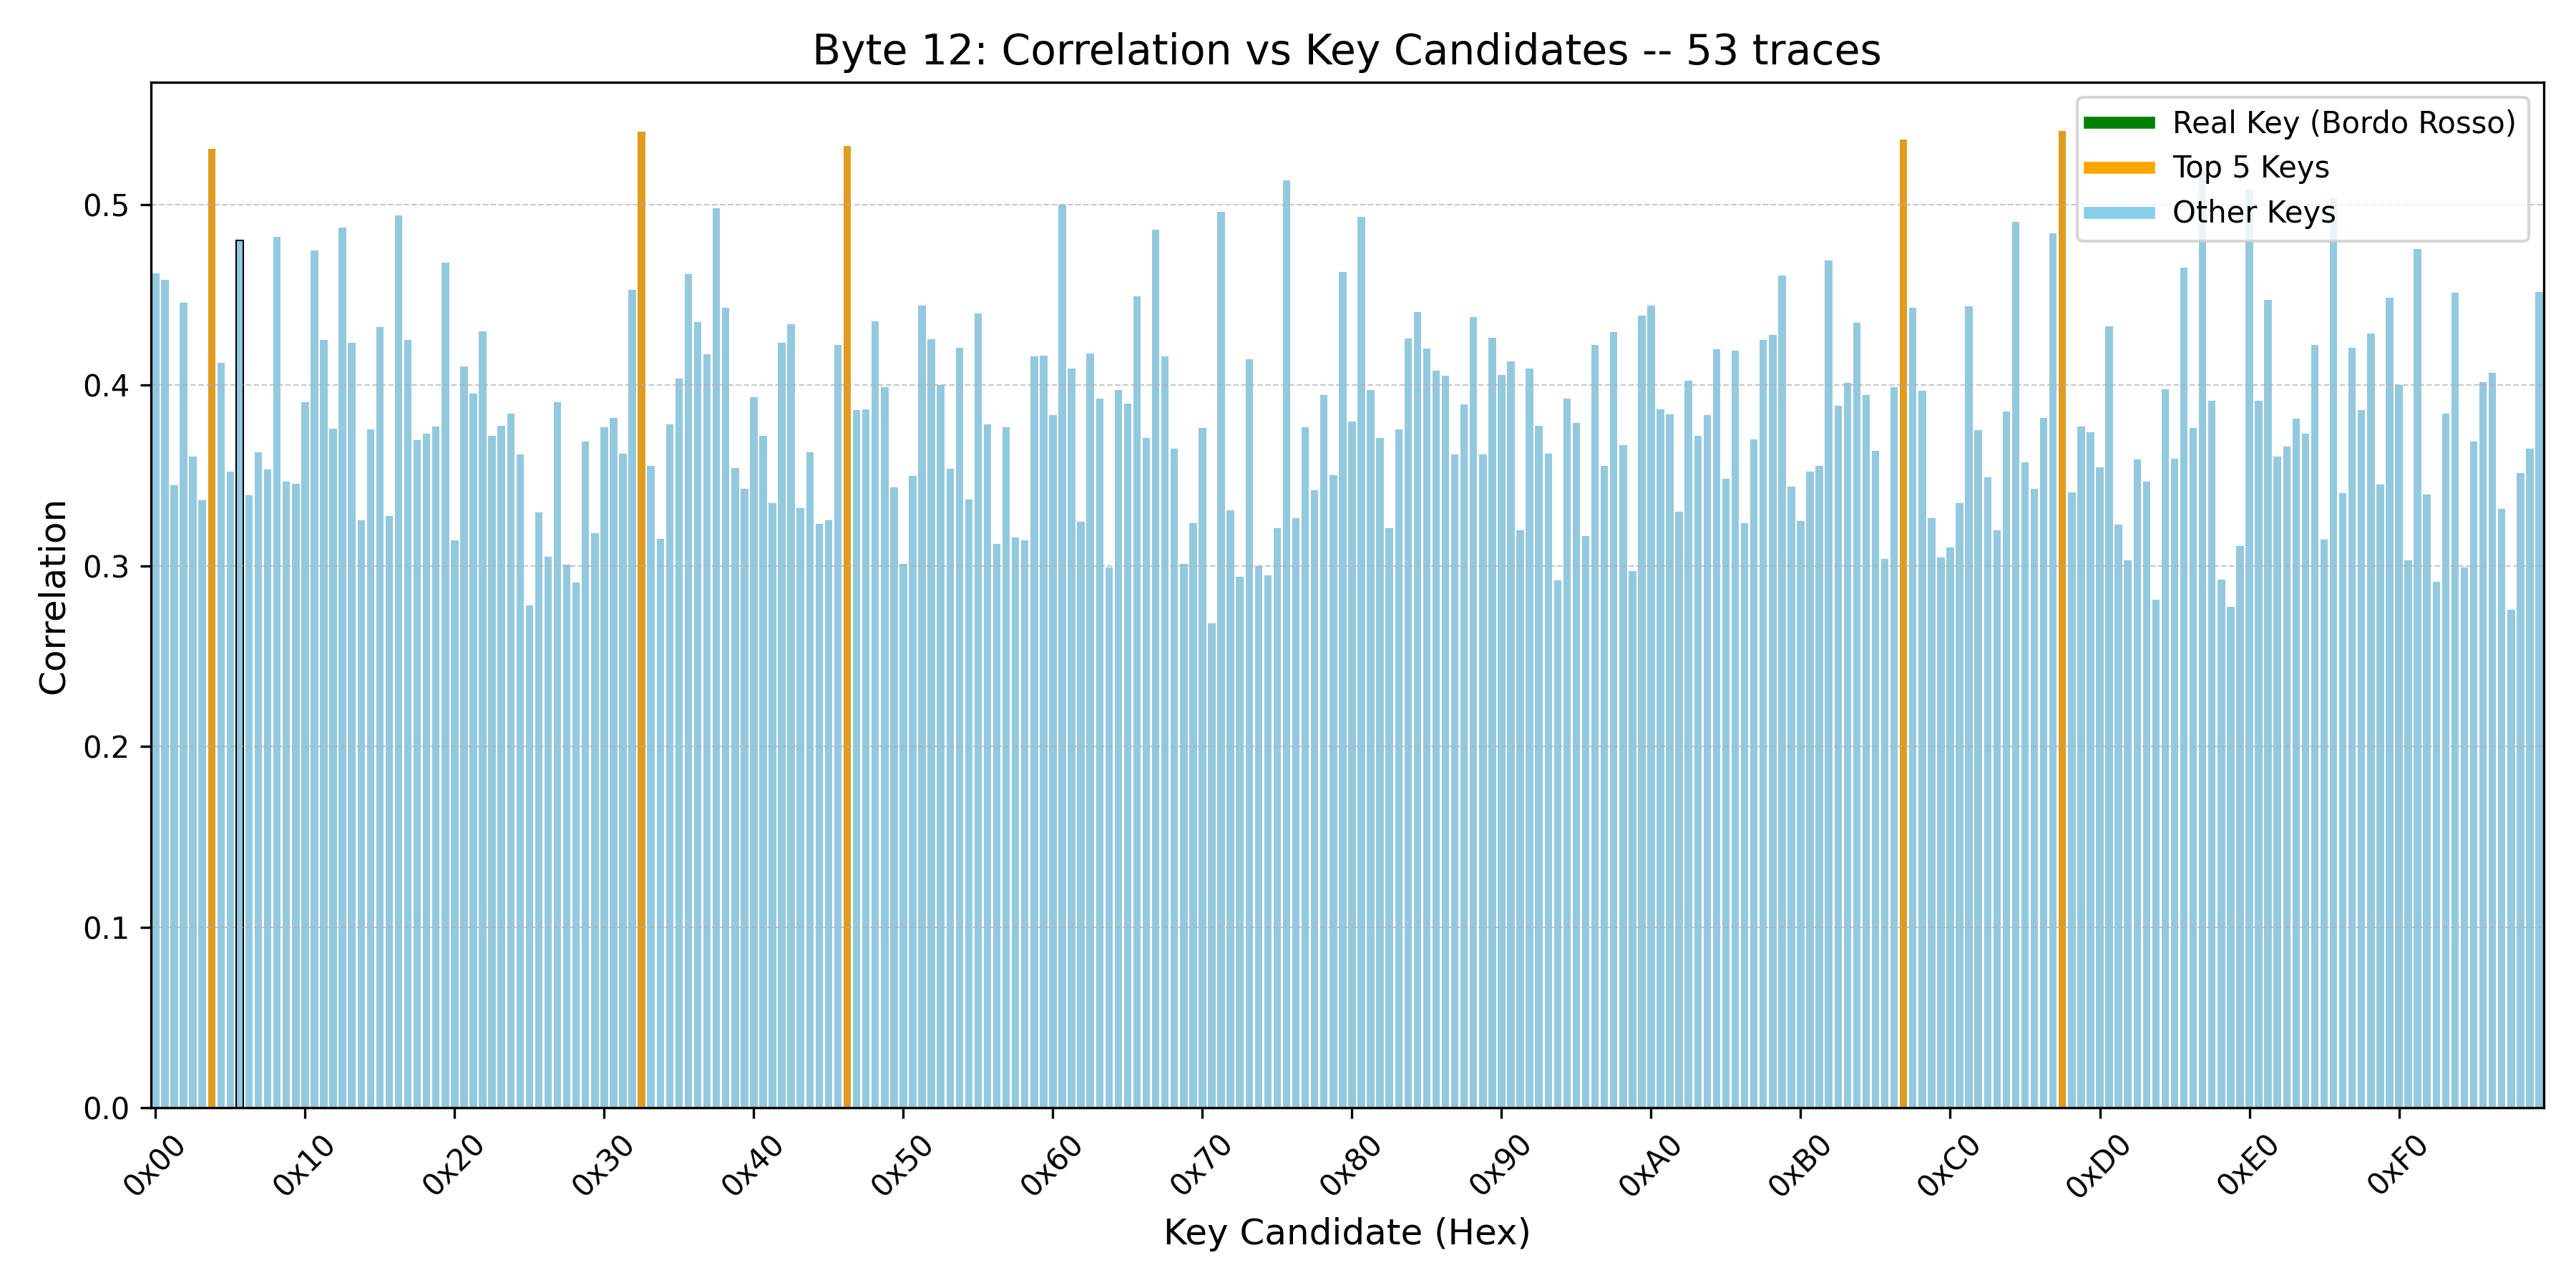 Byte 12: Correlation vs Key Candidates -- 53 traces
Real Key (Bordo Rosso)
Top 5 Keys
Other Keys
Correlation
0.5
0.4
0.3
0.2
0.1
0.0
0x00 0x10 0x20 0x30 0x40 0x50 0x60 0x70 0x80 0x90 0xA0 0xB0 0xC0 0xD0 0xE0 0xF0
Key Candidate (Hex)